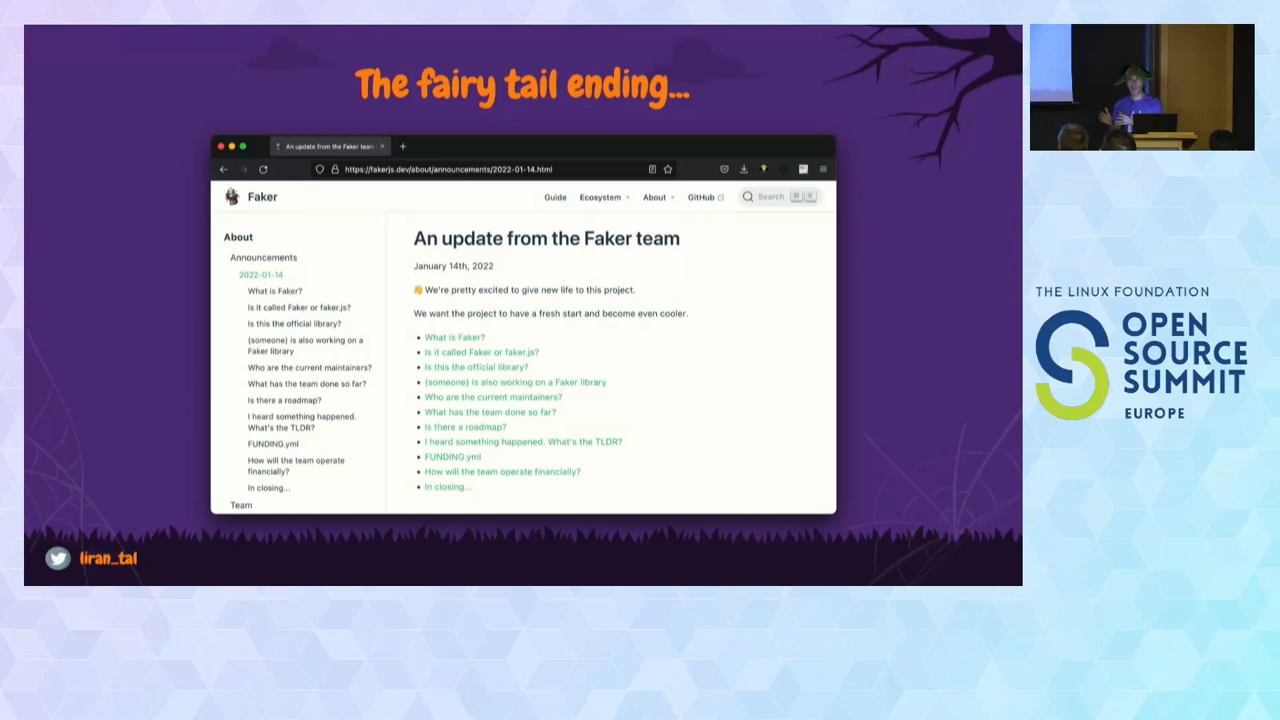 The fairy tail ending...
An update from the Faker team
https://fakerjs.dev/about/announcements/2022-01-14.html
Faker
Guide
Ecosystem
About
GitHub
Search
⌘ K
About
Announcements
2022-01-14
What is Faker?
Is it called Faker or faker.js?
Is this the official library?
(someone) is also working on a
Faker library
Who are the current maintainers?
What has the team done so far?
Is there a roadmap?
I heard something happened.
What's the TLDR?
FUNDING.yml
How will the team operate
financially?
In closing...
Team
An update from the Faker team
January 14th, 2022
👋 We're pretty excited to give new life to this project.
We want the project to have a fresh start and become even cooler.
• What is Faker?
• Is it called Faker or faker.js?
• Is this the official library?
• (someone) is also working on a Faker library
• Who are the current maintainers?
• What has the team done so far?
• Is there a roadmap?
• I heard something happened. What's the TLDR?
• FUNDING.yml
• How will the team operate financially?
• In closing...
liran_tal
THE LINUX FOUNDATION
OPEN
SOURCE
SUMMIT
EUROPE